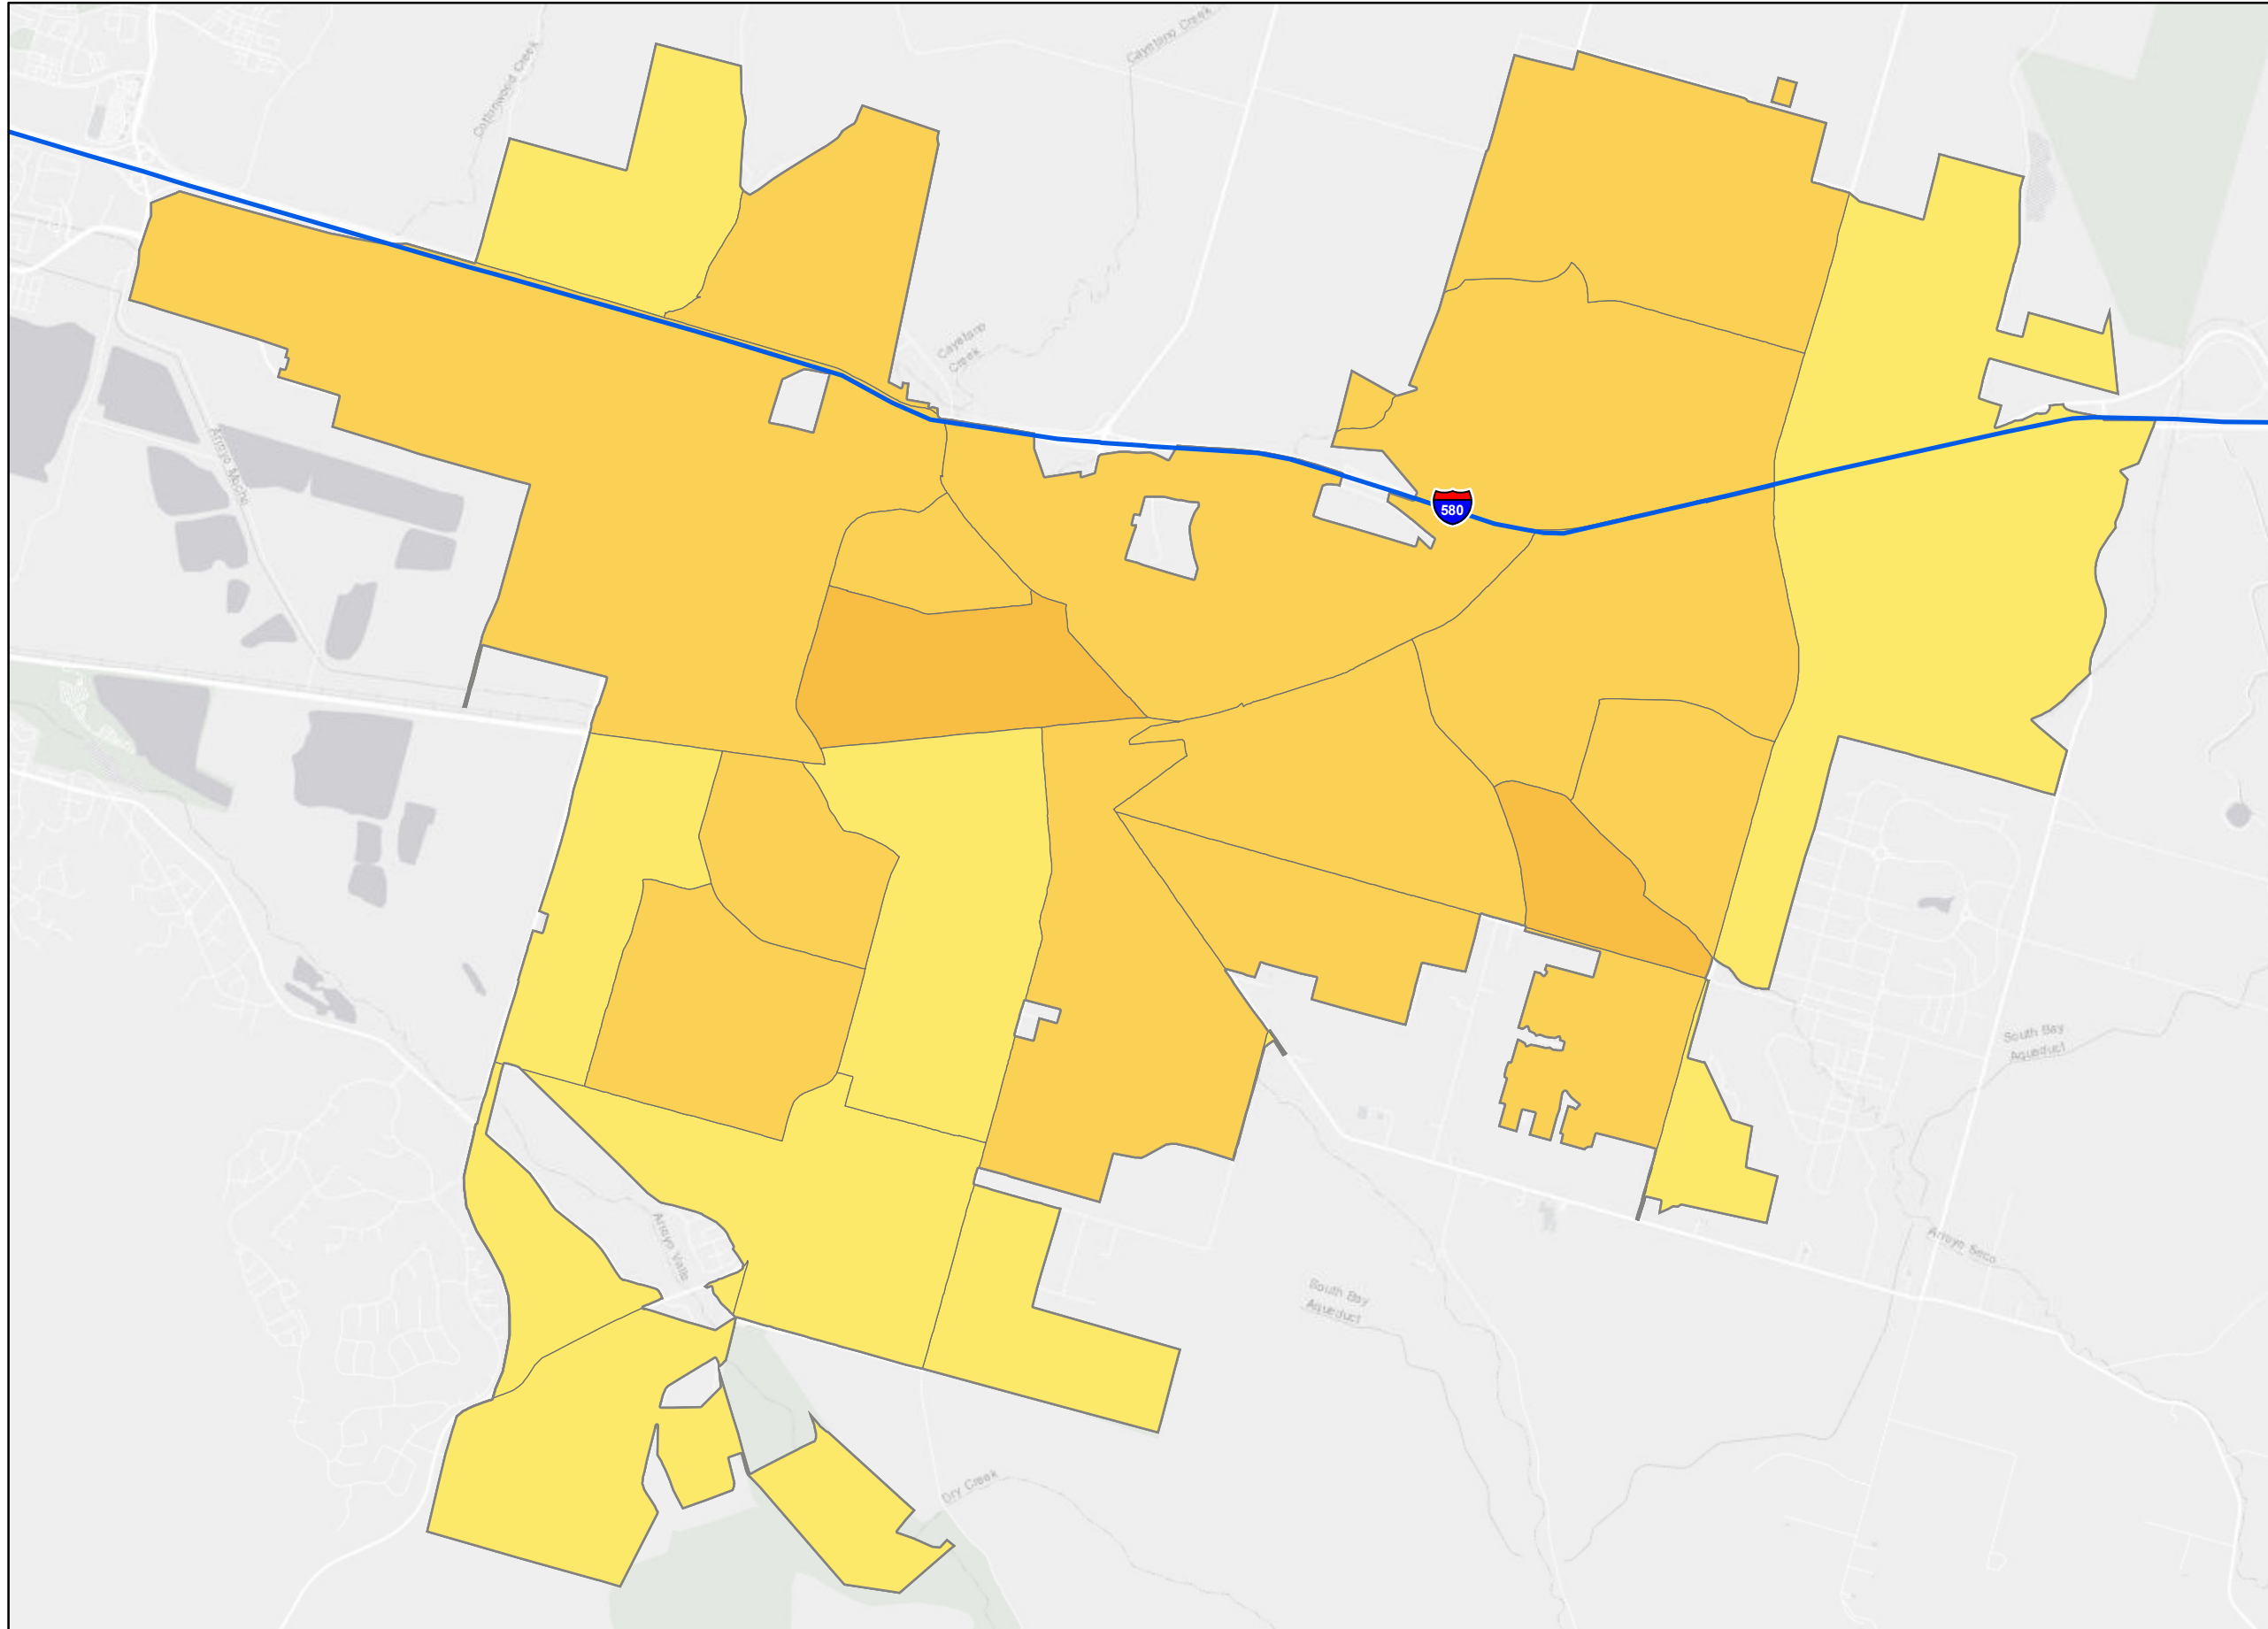 Cayetano Creek
Cottonwood Creek
Cayetano
Creek
Arroyo Mocho
580
South Bay
Aqueduct
Arroyo Valle
Arroyo Seco
South Bay
Aqueduct
Dry Creek